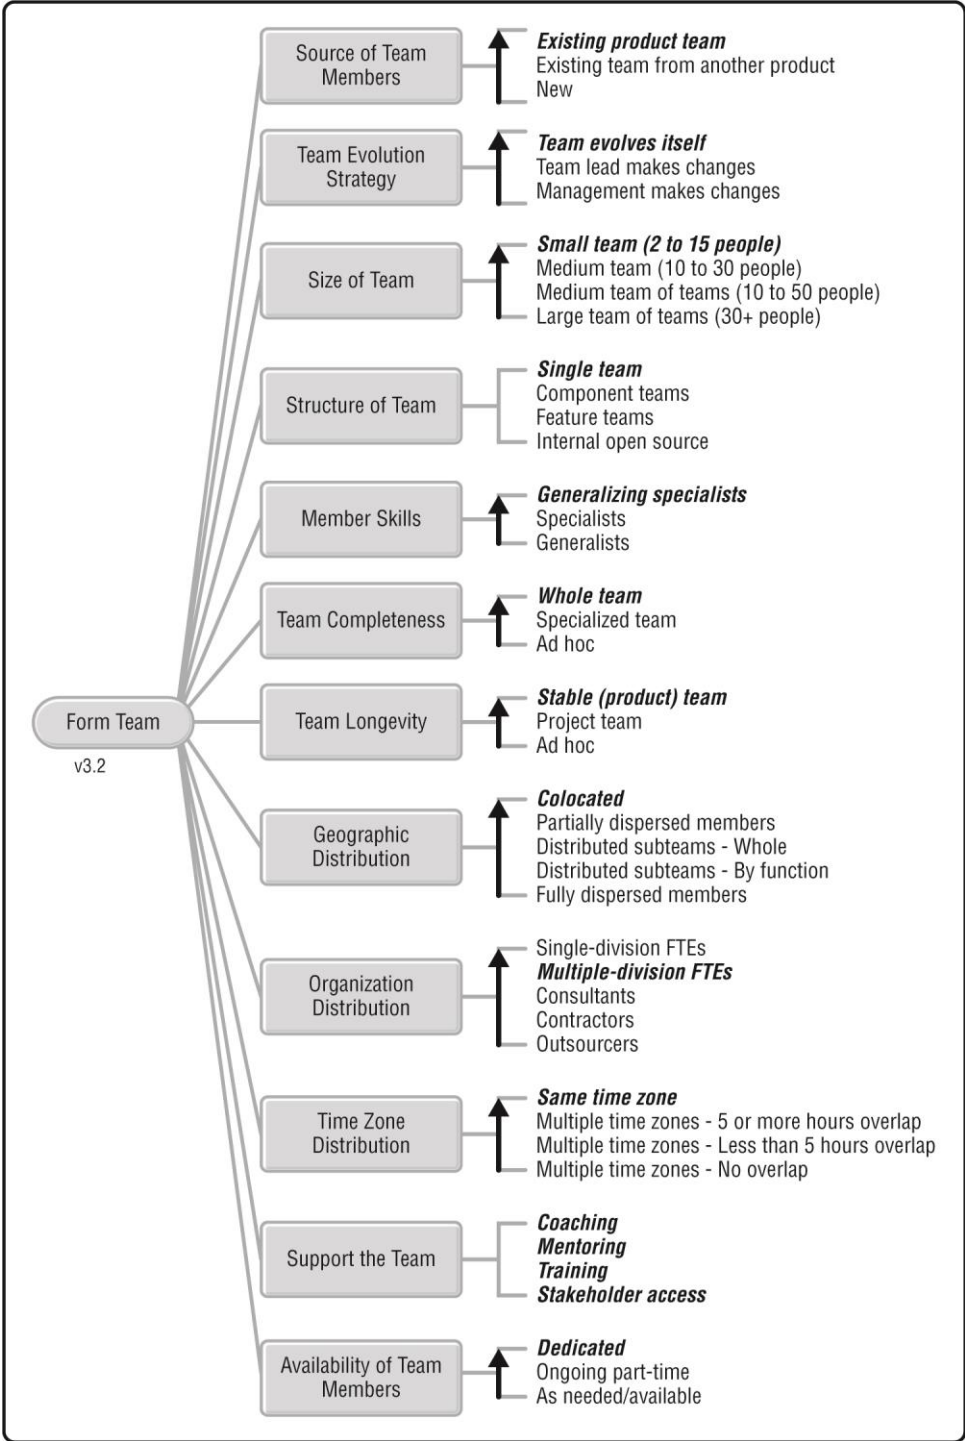 Source of Team
Members
Existing product team
Existing team from another product
New
Team Evolution
Strategy
Team evolves itself
Team lead makes changes
Management makes changes
Size of Team
Small team (2 to 15 people)
Medium team (10 to 30 people)
Medium team of teams (10 to 50 people)
Large team of teams (30+ people)
Structure of Team
Single team
Component teams
Feature teams
Internal open source
Member Skills
Generalizing specialists
Specialists
Generalists
Team Completeness
Whole team
Specialized team
Ad hoc
Form Team
v3.2
Team Longevity
Stable (product) team
Project team
Ad hoc
Geographic
Distribution
Colocated
Partially dispersed members
Distributed subteams - Whole
Distributed subteams - By function
Fully dispersed members
Organization
Distribution
Single-division FTEs
Multiple-division FTEs
Consultants
Contractors
Outsourcers
Time Zone
Distribution
Same time zone
Multiple time zones - 5 or more hours overlap
Multiple time zones - Less than 5 hours overlap
Multiple time zones - No overlap
Support the Team
Coaching
Mentoring
Training
Stakeholder access
Availability of Team
Members
Dedicated
Ongoing part-time
As needed/available